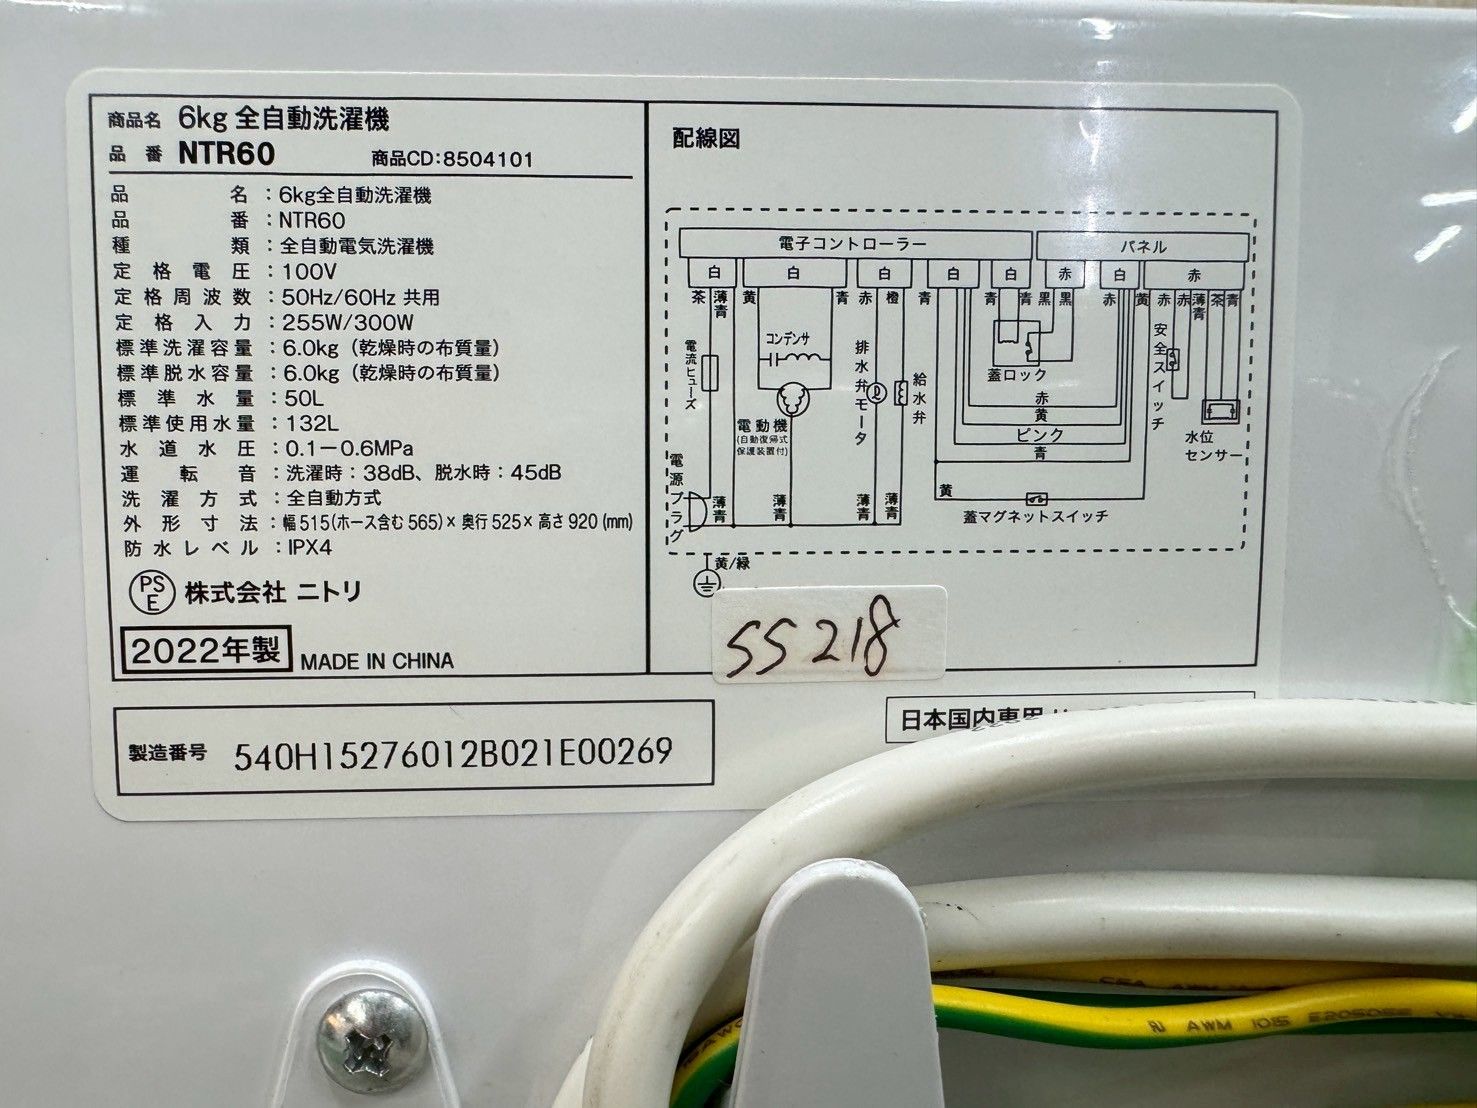 商品名 6kg 全自動洗濯機
品番 NTR60 商品CD:8504101
品名:6kg全自動洗濯機
品番:NTR60
種類:全自動電気洗濯機
定格電圧:100V
定格周波数:50Hz/60Hz 共用
定格入力:255W/300W
標準洗濯容量:6.0kg(乾燥時の布質量)
標準脱水容量:6.0kg(乾燥時の布質量)
標準水量:50L
標準使用水量:132L
水道水圧:0.1-0.6MPa
運転音:洗濯時:38dB、脱水時:45dB
洗濯方式:全自動方式
外形寸法:幅515(ホース含む565)×奥行525×高さ920(mm)
防水レベル:IPX4
PSE 株式会社 ニトリ
2022年製 MADE IN CHINA
製造番号 540H15276012B021E00269
配線図
電子コントローラー パネル
白 白 白 白 白 赤 白 赤
茶 薄青 黄 青 赤 橙 青 青 青 黒 黒 赤 黄 赤 赤 薄青 茶 青
電流ヒューズ
コンデンサ
電動機
(自動復帰式
保護装置付)
排水弁モータ
給水弁
蓋ロック
安全スイッチ
水位
センサー
赤
黄
ピンク
青
黄
蓋マグネットスイッチ
電源プラグ
薄青 薄青 薄青 薄青
黄/緑
SS218
日本国内専用
AWM 1015 E205055